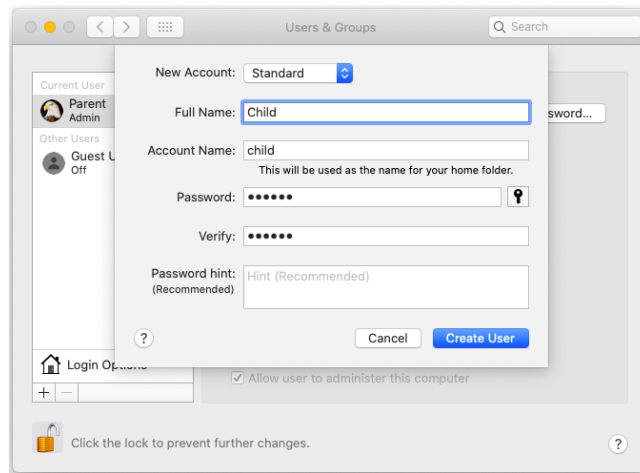 Users & Groups
Search
New Account: Standard
Full Name: Child
Account Name: child
This will be used as the name for your home folder.
Password: ••••••
Verify: ••••••
Password hint: Hint (Recommended)
(Recommended)
Cancel
Create User
?
Current User
Parent
Admin
Other Users
Guest U
Off
sword...
Login
Allow user to administer this computer
Click the lock to prevent further changes.
?